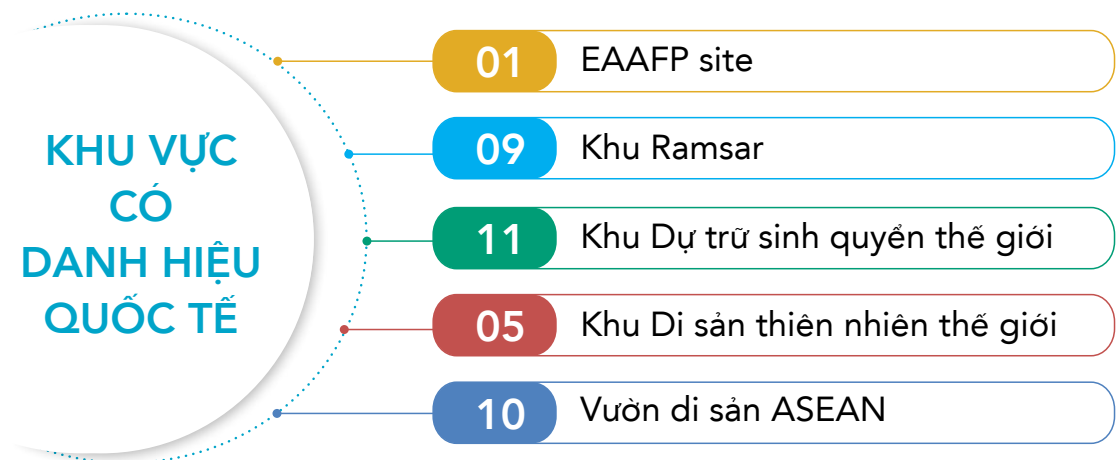 KHU VỰC
CÓ
DANH HIỆU
QUỐC TẾ
01 EAAFP site
09 Khu Ramsar
11 Khu Dự trữ sinh quyển thế giới
05 Khu Di sản thiên nhiên thế giới
10 Vườn di sản ASEAN